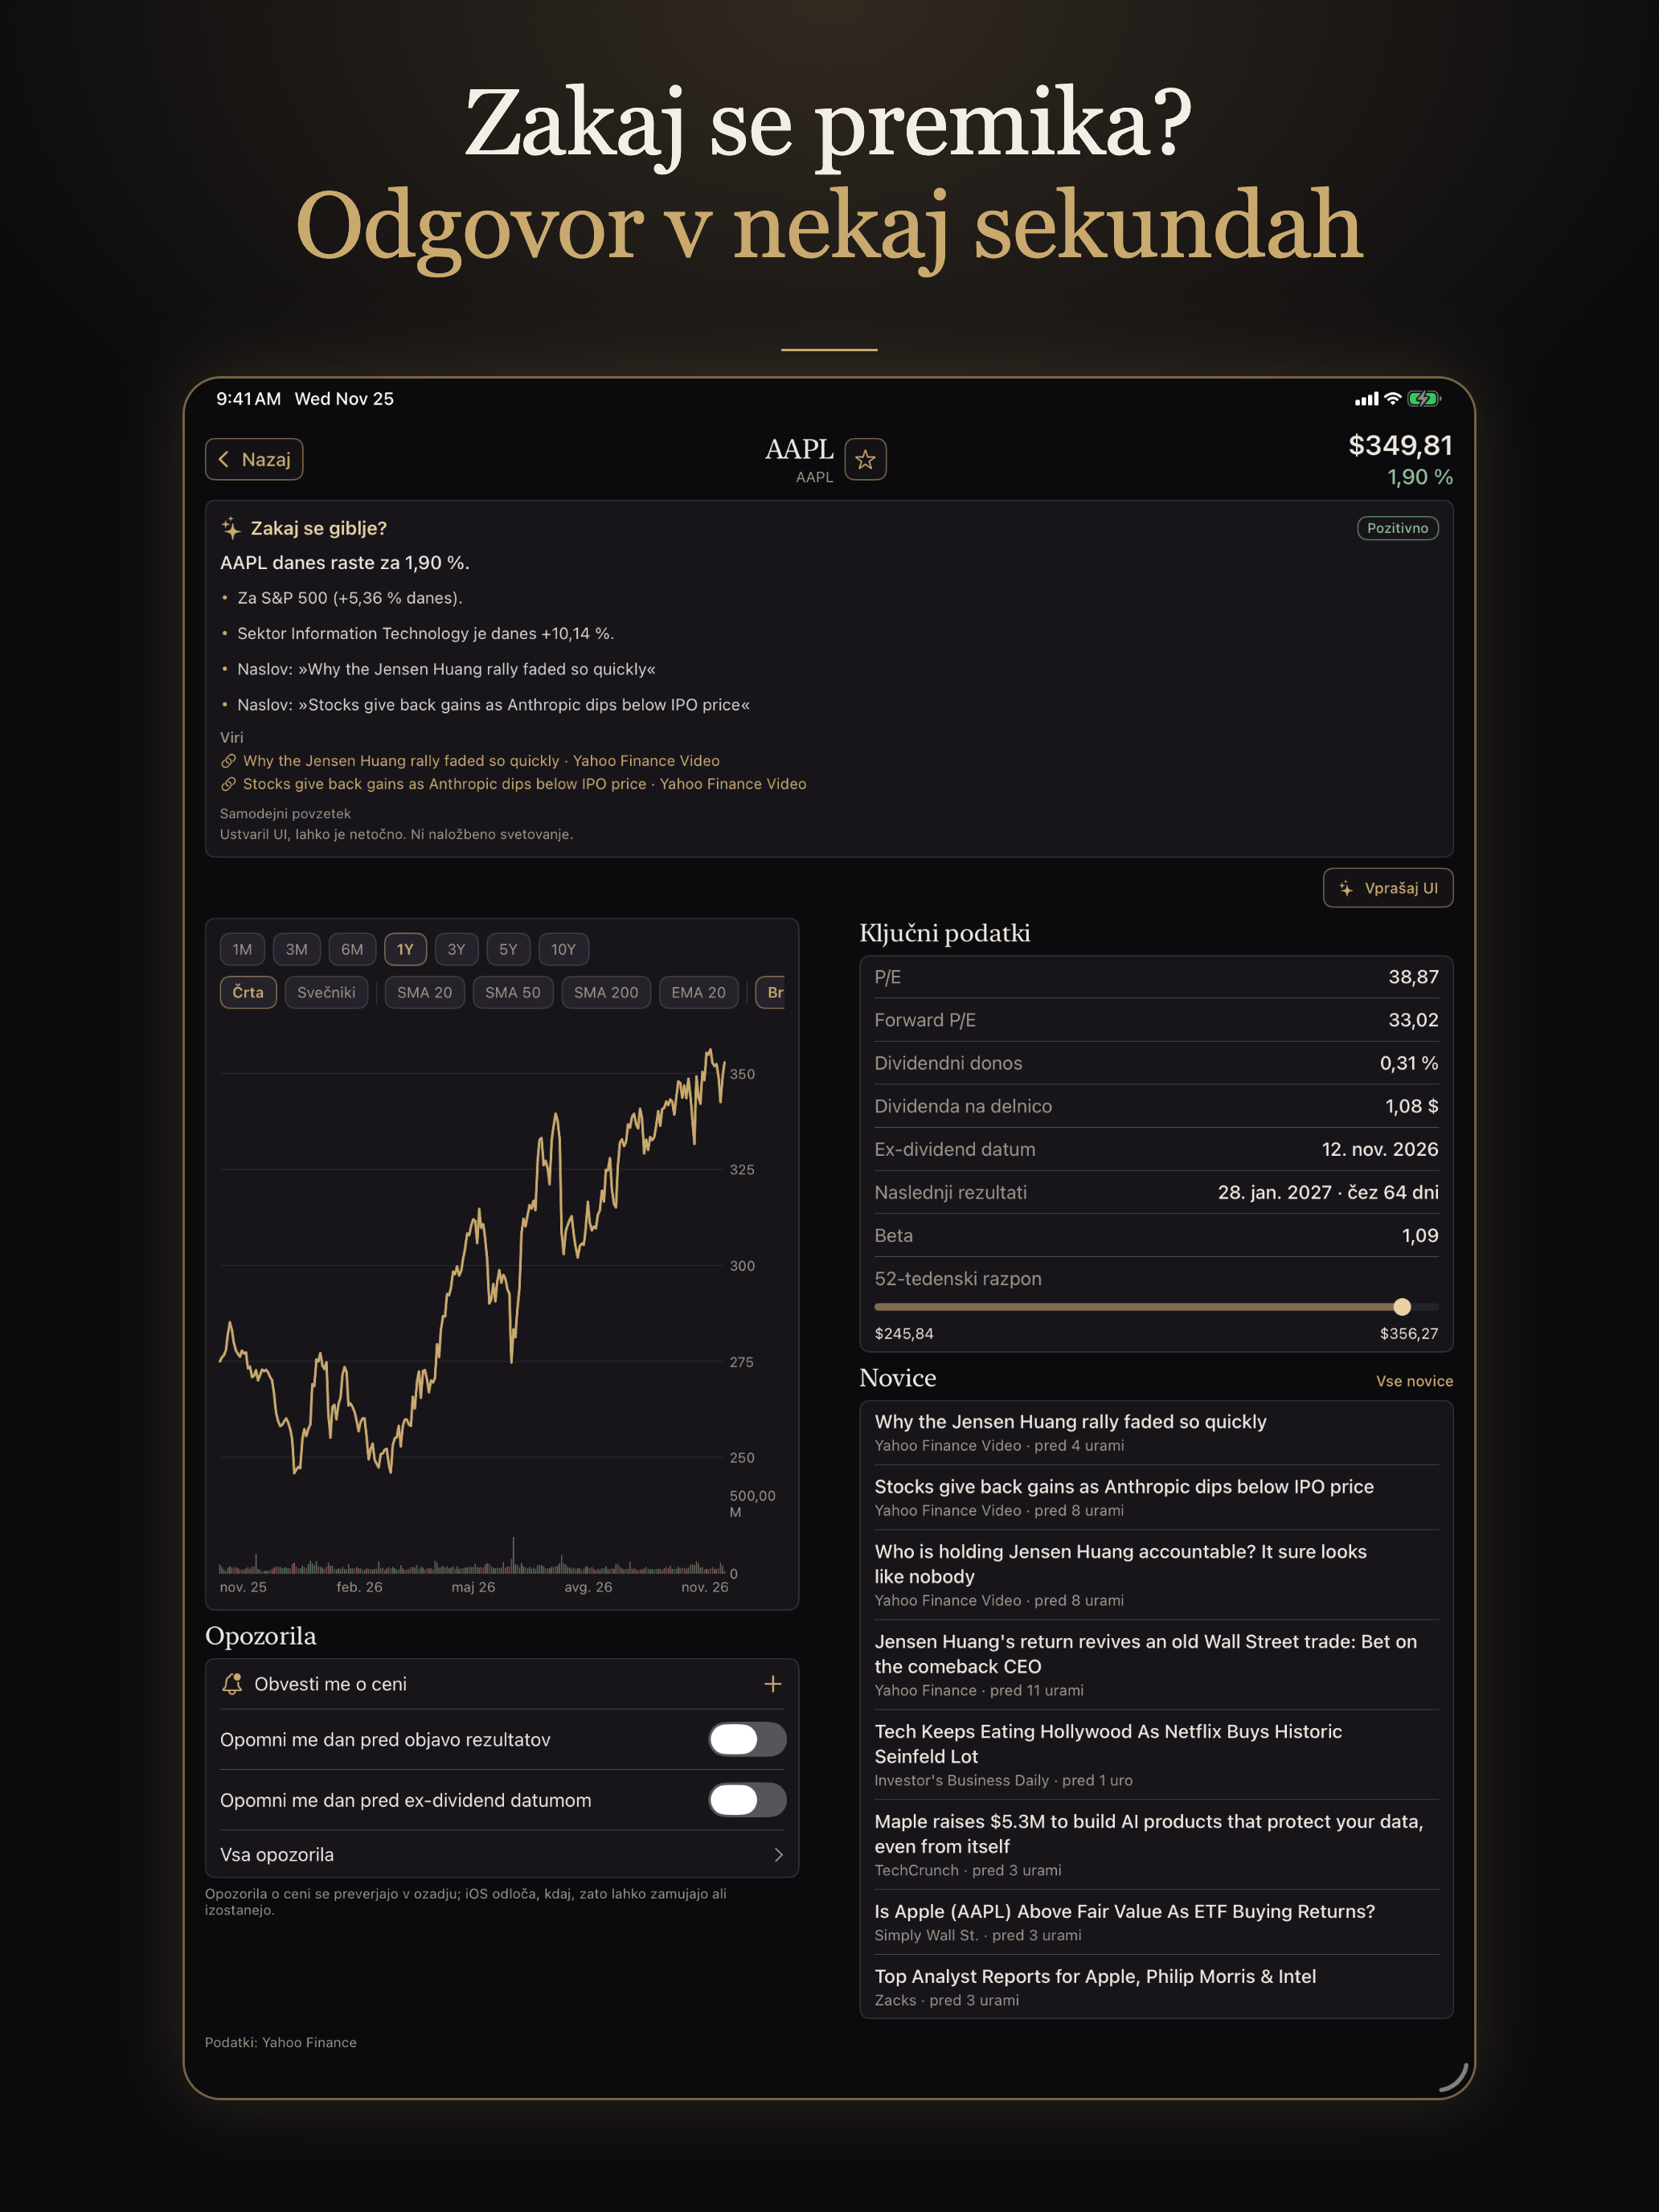 Zakaj se premika?
Odgovor v nekaj sekundah
9:41 AM Wed Nov 25
Nazaj
AAPL
AAPL
$349,81
1,90 %
Zakaj se giblje?
Pozitivno
AAPL danes raste za 1,90 %.
• Za S&P 500 (+5,36 % danes).
• Sektor Information Technology je danes +10,14 %.
• Naslov: »Why the Jensen Huang rally faded so quickly«
• Naslov: »Stocks give back gains as Anthropic dips below IPO price«
Viri
Why the Jensen Huang rally faded so quickly · Yahoo Finance Video
Stocks give back gains as Anthropic dips below IPO price · Yahoo Finance Video
Samodejni povzetek
Ustvaril UI, lahko je netočno. Ni naložbeno svetovanje.
Vprašaj UI
1M 3M 6M 1Y 3Y 5Y 10Y
Črta Svečniki SMA 20 SMA 50 SMA 200 EMA 20 Br
350
325
300
275
250
500,00
M
0
nov. 25 feb. 26 maj 26 avg. 26 nov. 26
Opozorila
Obvesti me o ceni
Opomni me dan pred objavo rezultatov
Opomni me dan pred ex-dividend datumom
Vsa opozorila
Opozorila o ceni se preverjajo v ozadju; iOS odloča, kdaj, zato lahko zamujajo ali
izostanejo.
Ključni podatki
P/E 38,87
Forward P/E 33,02
Dividendni donos 0,31 %
Dividenda na delnico 1,08 $
Ex-dividend datum 12. nov. 2026
Naslednji rezultati 28. jan. 2027 · čez 64 dni
Beta 1,09
52-tedenski razpon
$245,84 $356,27
Novice Vse novice
Why the Jensen Huang rally faded so quickly
Yahoo Finance Video · pred 4 urami
Stocks give back gains as Anthropic dips below IPO price
Yahoo Finance Video · pred 8 urami
Who is holding Jensen Huang accountable? It sure looks
like nobody
Yahoo Finance Video · pred 8 urami
Jensen Huang's return revives an old Wall Street trade: Bet on
the comeback CEO
Yahoo Finance · pred 11 urami
Tech Keeps Eating Hollywood As Netflix Buys Historic
Seinfeld Lot
Investor's Business Daily · pred 1 uro
Maple raises $5.3M to build AI products that protect your data,
even from itself
TechCrunch · pred 3 urami
Is Apple (AAPL) Above Fair Value As ETF Buying Returns?
Simply Wall St. · pred 3 urami
Top Analyst Reports for Apple, Philip Morris & Intel
Zacks · pred 3 urami
Podatki: Yahoo Finance